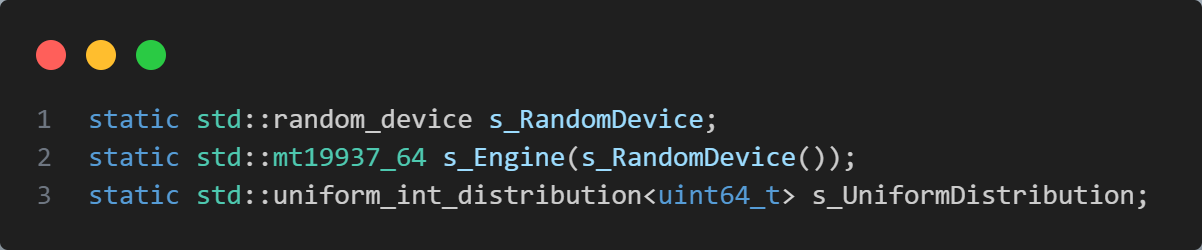 1 static std::random_device s_RandomDevice;
2 static std::mt19937_64 s_Engine(s_RandomDevice());
3 static std::uniform_int_distribution<uint64_t> s_UniformDistribution;